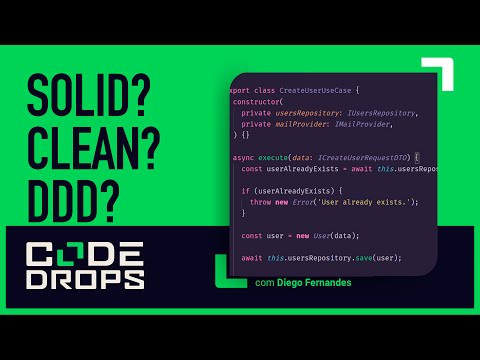 SOLID?
CLEAN?
DDD?
CODE
DROPS
export class CreateUserUseCase {
constructor(
private usersRepository: IUsersRepository,
private mailProvider: IMailProvider,
) {}
async execute(data: ICreateUserRequestDTO) {
const userAlreadyExists = await this.usersRepos
if (userAlreadyExists) {
throw new Error('User already exists.');
}
const user = new User(data);
await this.usersRepository.save(user);
com Diego Fernandes